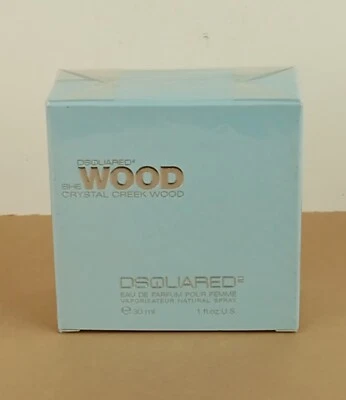 DSQUARED²
SHE WOOD
CRYSTAL CREEK WOOD
DSQUARED²
EAU DE PARFUM POUR FEMME
VAPORISATEUR NATURAL SPRAY
℮ 30 ml 1 fl.oz U.S.